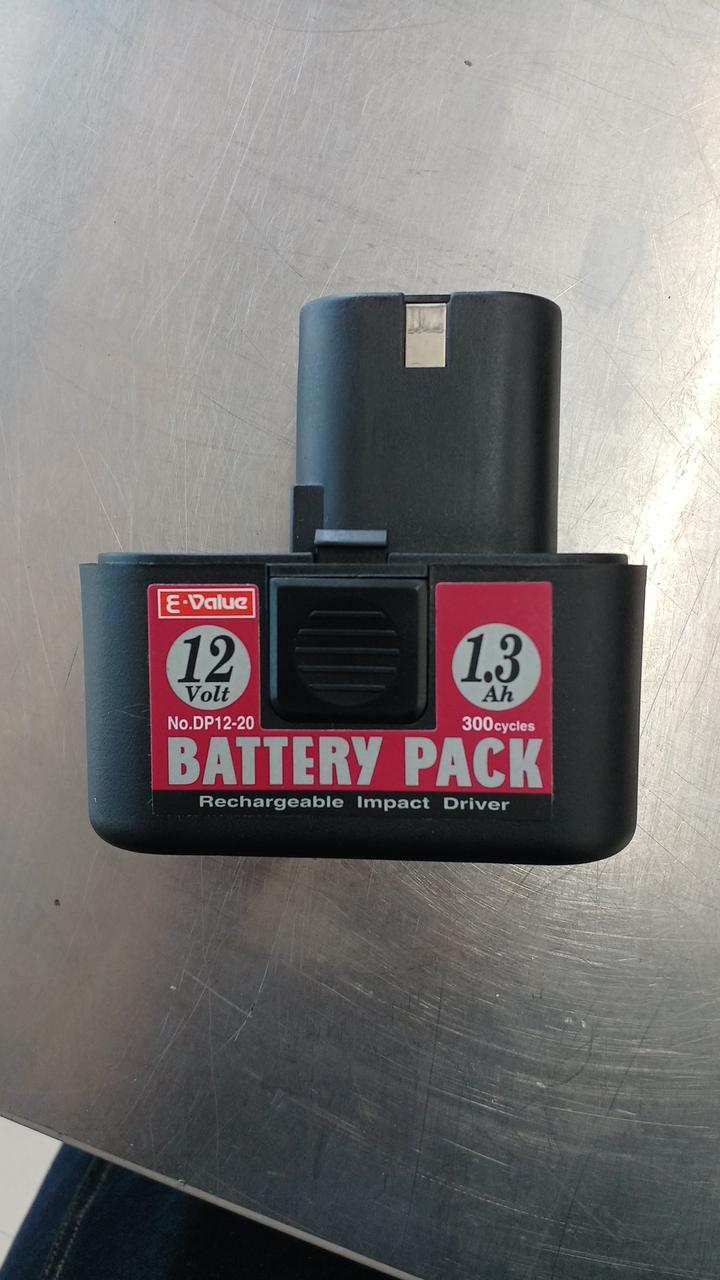 E·Value
12
Volt
1.3
Ah
No.DP12-20
300cycles
BATTERY PACK
Rechargeable Impact Driver